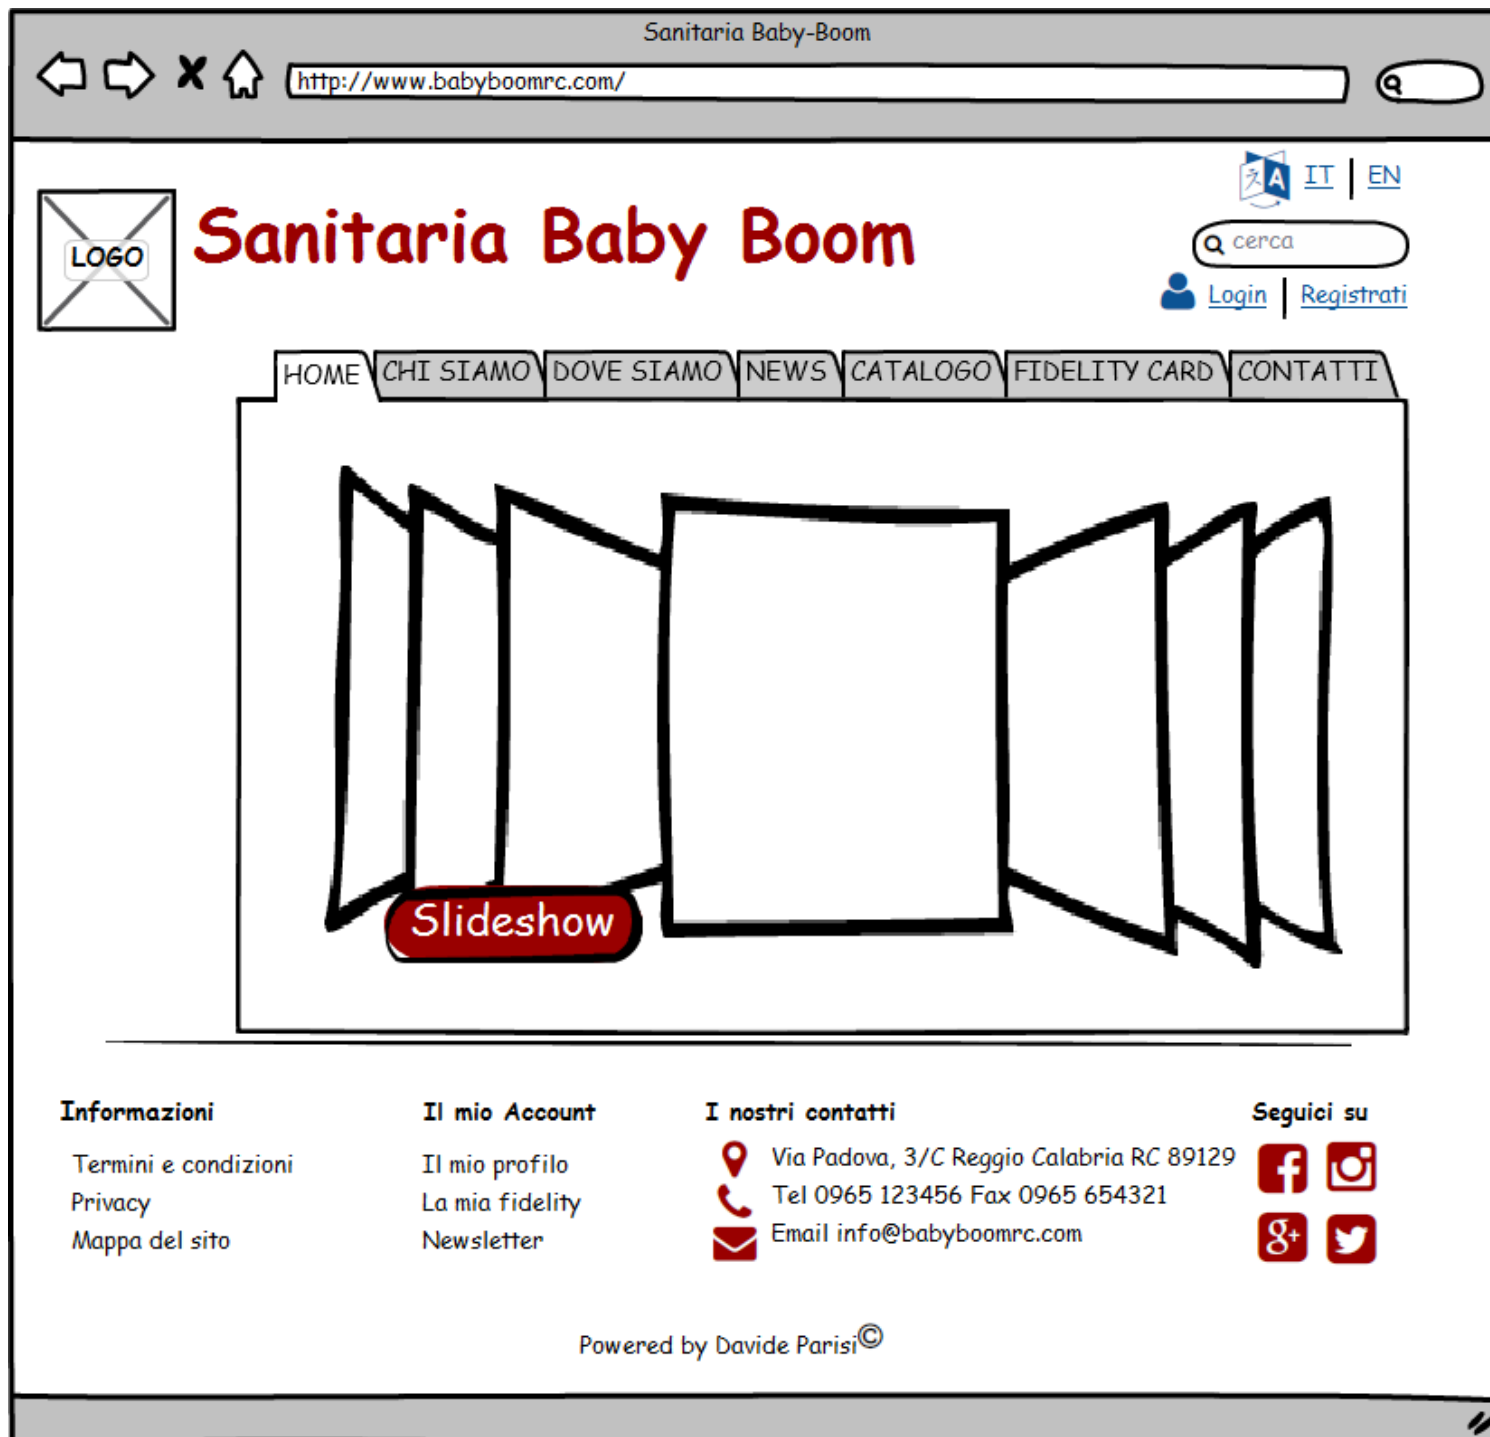 Sanitaria Baby-Boom
http://www.babyboomrc.com/
IT EN
LOGO
Sanitaria Baby Boom
cerca
Login Registrati
HOME CHI SIAMO DOVE SIAMO NEWS CATALOGO FIDELITY CARD CONTATTI
Slideshow
Informazioni
Termini e condizioni
Privacy
Mappa del sito
Il mio Account
Il mio profilo
La mia fidelity
Newsletter
I nostri contatti
Via Padova, 3/C Reggio Calabria RC 89129
Tel 0965 123456 Fax 0965 654321
Email info@babyboomrc.com
Seguici su
Powered by Davide Parisi©